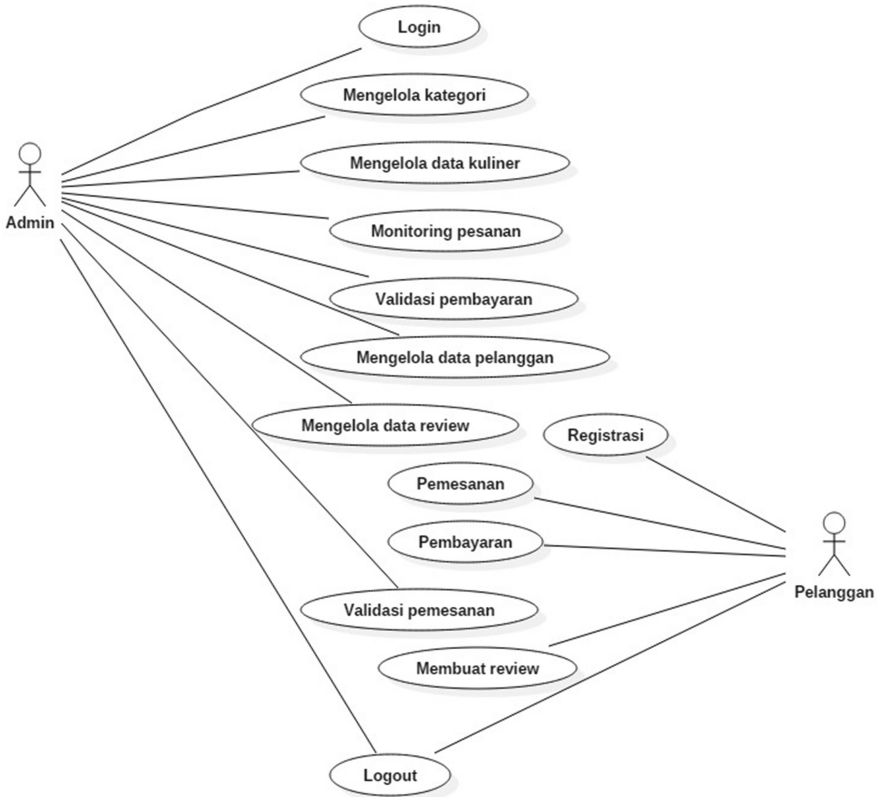 Login
Mengelola kategori
Mengelola data kuliner
Admin
Monitoring pesanan
Validasi pembayaran
Mengelola data pelanggan
Mengelola data review
Registrasi
Pemesanan
Pembayaran
Pelanggan
Validasi pemesanan
Membuat review
Logout